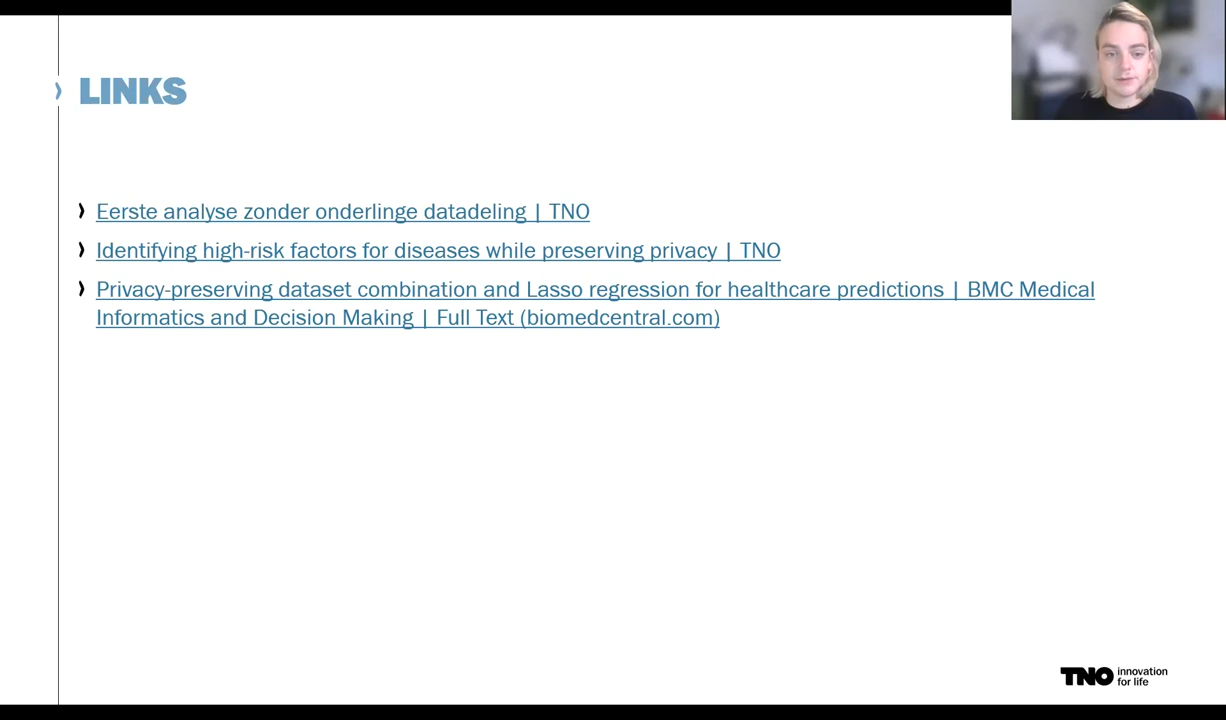 LINKS
Eerste analyse zonder onderlinge datadeling | TNO
Identifying high-risk factors for diseases while preserving privacy | TNO
Privacy-preserving dataset combination and Lasso regression for healthcare predictions | BMC Medical
Informatics and Decision Making | Full Text (biomedcentral.com)
TNO innovation
for life